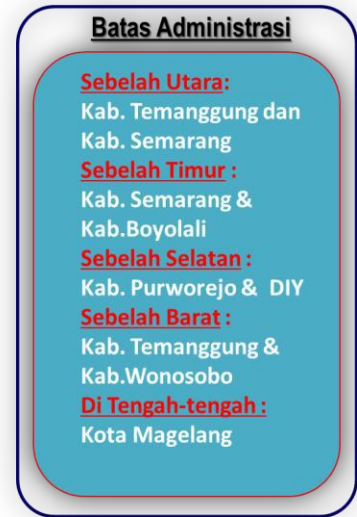 Batas Administrasi
Sebelah Utara:
Kab. Temanggung dan
Kab. Semarang
Sebelah Timur :
Kab. Semarang &
Kab.Boyolali
Sebelah Selatan :
Kab. Purworejo & DIY
Sebelah Barat :
Kab. Temanggung &
Kab.Wonosobo
Di Tengah-tengah :
Kota Magelang